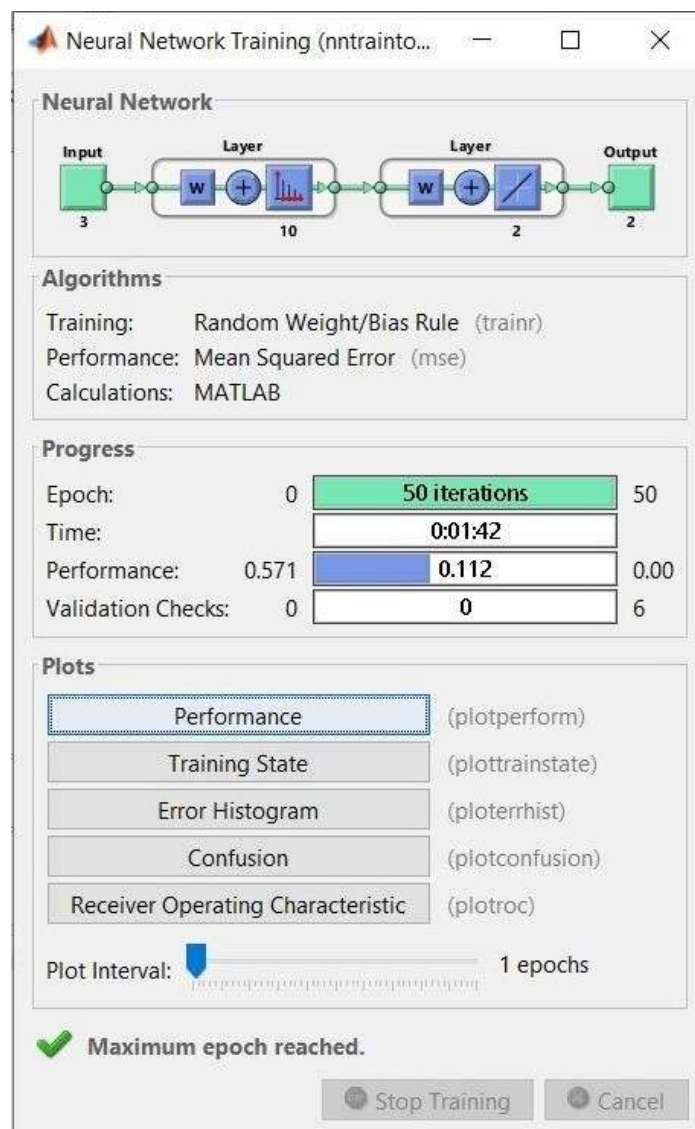 Neural Network Training (nntrainto...
Neural Network
Input Layer Layer Output
W + W +
3 10 2 2
Algorithms
Training: Random Weight/Bias Rule (trainr)
Performance: Mean Squared Error (mse)
Calculations: MATLAB
Progress
Epoch: 0 50 iterations 50
Time: 0:01:42
Performance: 0.571 0.112 0.00
Validation Checks: 0 0 6
Plots
Performance (plotperform)
Training State (plottrainstate)
Error Histogram (ploterrhist)
Confusion (plotconfusion)
Receiver Operating Characteristic (plotroc)
Plot Interval: 1 epochs
Maximum epoch reached.
Stop Training Cancel